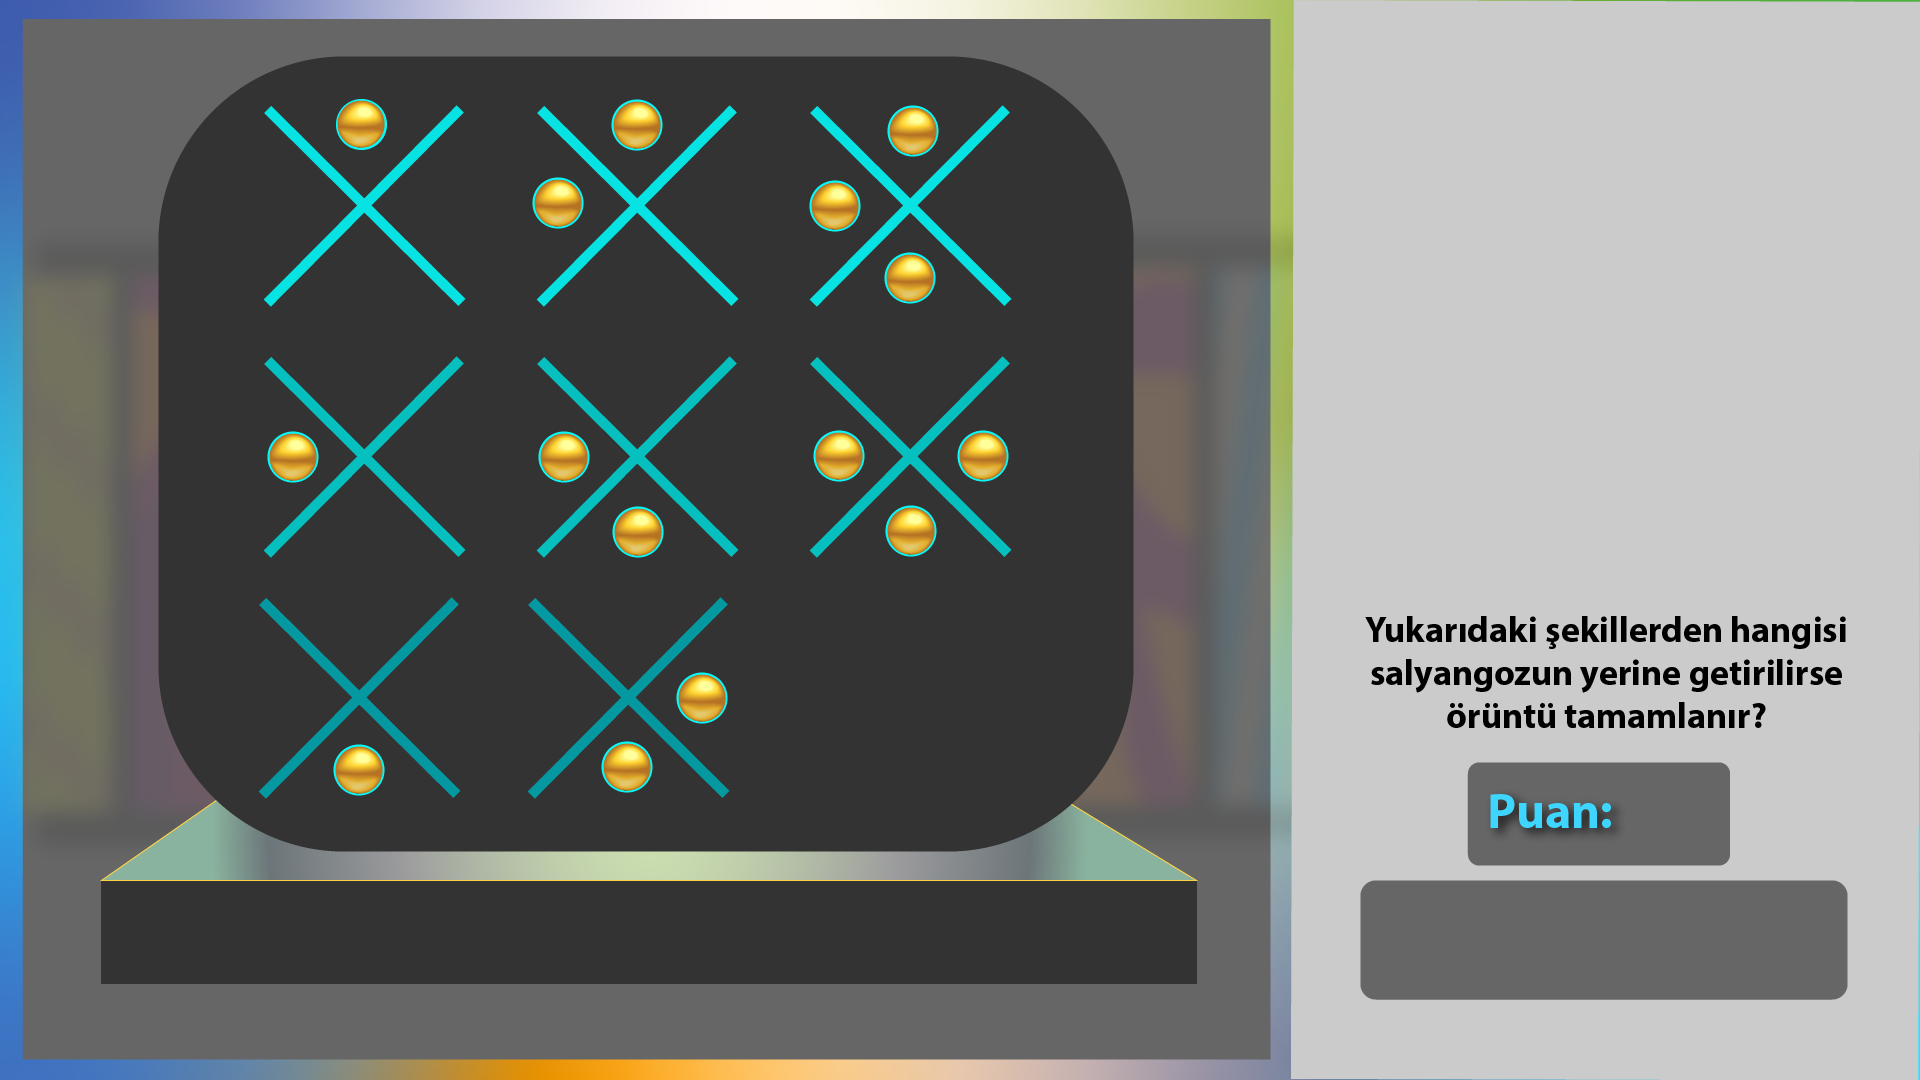 Yukarıdaki şekillerden hangisi
salyangozun yerine getirilirse
örüntü tamamlanır?
Puan: